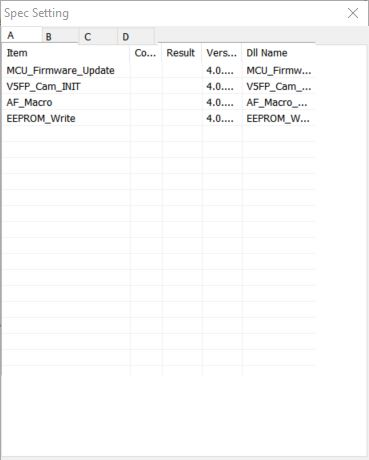 Spec Setting
A B C D
Item Co... Result Vers... Dll Name
MCU_Firmware_Update 4.0.... MCU_Firmw...
V5FP_Cam_INIT 4.0.... V5FP_Cam_...
AF_Macro 4.0.... AF_Macro_...
EEPROM_Write 4.0.... EEPROM_W...